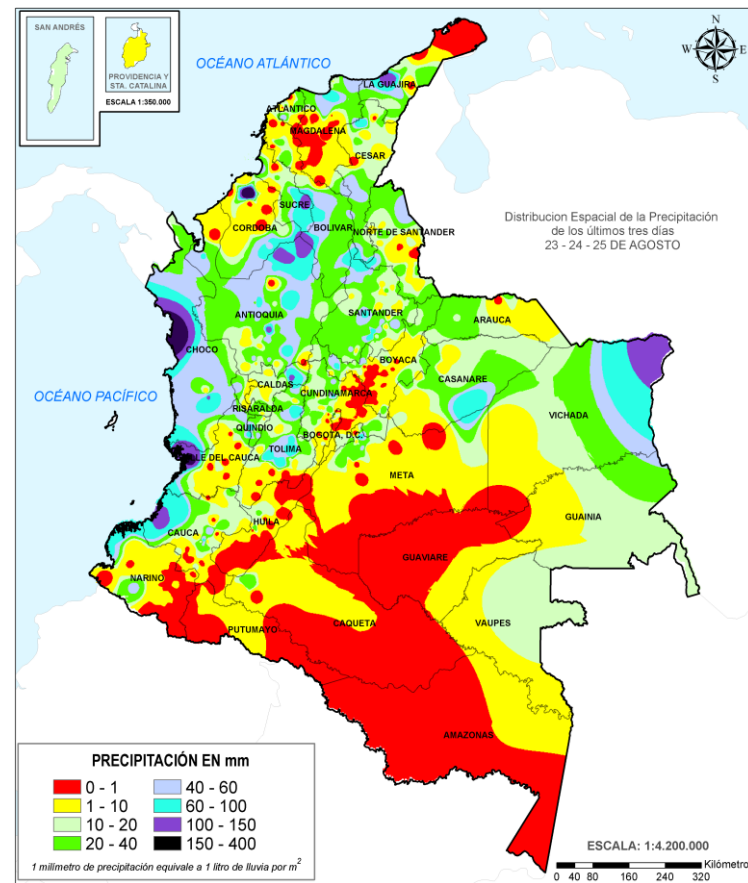 SAN ANDRÉS
PROVIDENCIA Y
STA. CATALINA
ESCALA 1:350.000
OCÉANO ATLÁNTICO
N
W
E
S
LA GUAJIRA
ATLÁNTICO
MAGDALENA
CESAR
SUCRE
CORDOBA
BOLIVAR
NORTE DE SANTANDER
Distribucion Espacial de la Precipitación
de los últimos tres días
23 - 24 - 25 DE AGOSTO
ANTIOQUIA
SANTANDER
ARAUCA
CHOCO
BOYACA
OCÉANO PACÍFICO
CALDAS
CUNDINAMARCA
CASANARE
RISARALDA
VICHADA
QUINDIO
BOGOTA, D.C.
VALLE DEL CAUCA
TOLIMA
META
GUAINIA
HUILA
CAUCA
GUAVIARE
NARINO
PUTUMAYO
CAQUETA
VAUPES
AMAZONAS
PRECIPITACIÓN EN mm
0 - 1
40 - 60
1 - 10
60 - 100
10 - 20
100 - 150
20 - 40
150 - 400
1 milímetro de precipitación equivale a 1 litro de lluvia por m2
ESCALA: 1:4.200.000
Kilómetro
0 40 80 160 240 320